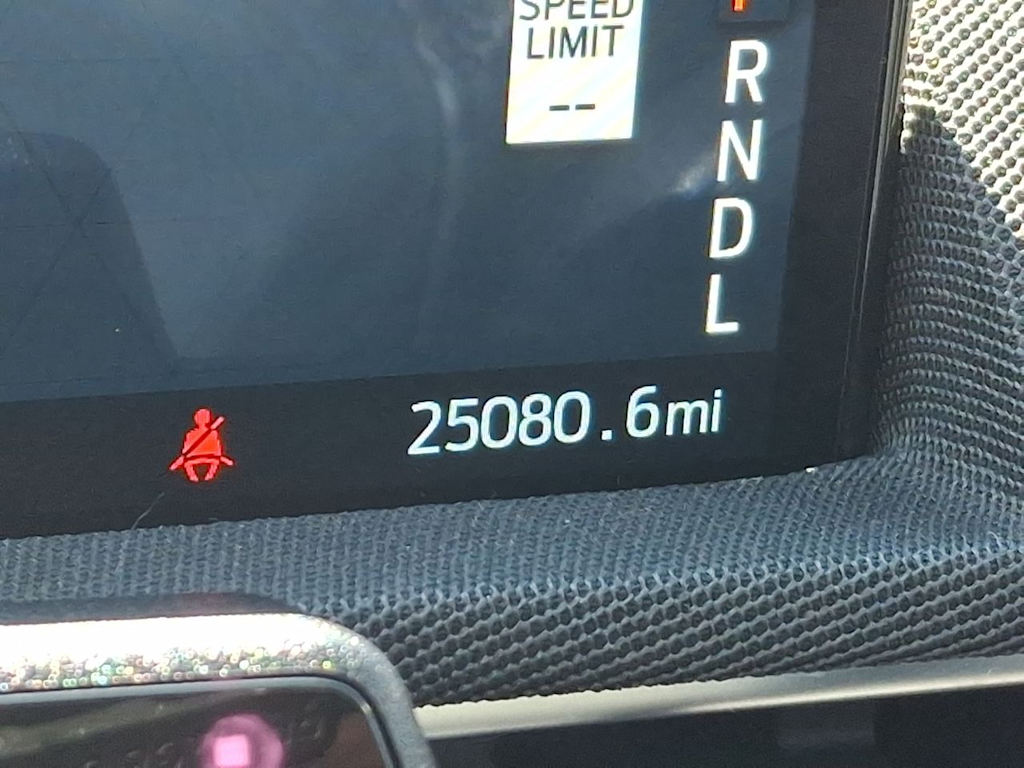 SPEED
LIMIT
--
R
N
D
L
25080.6mi